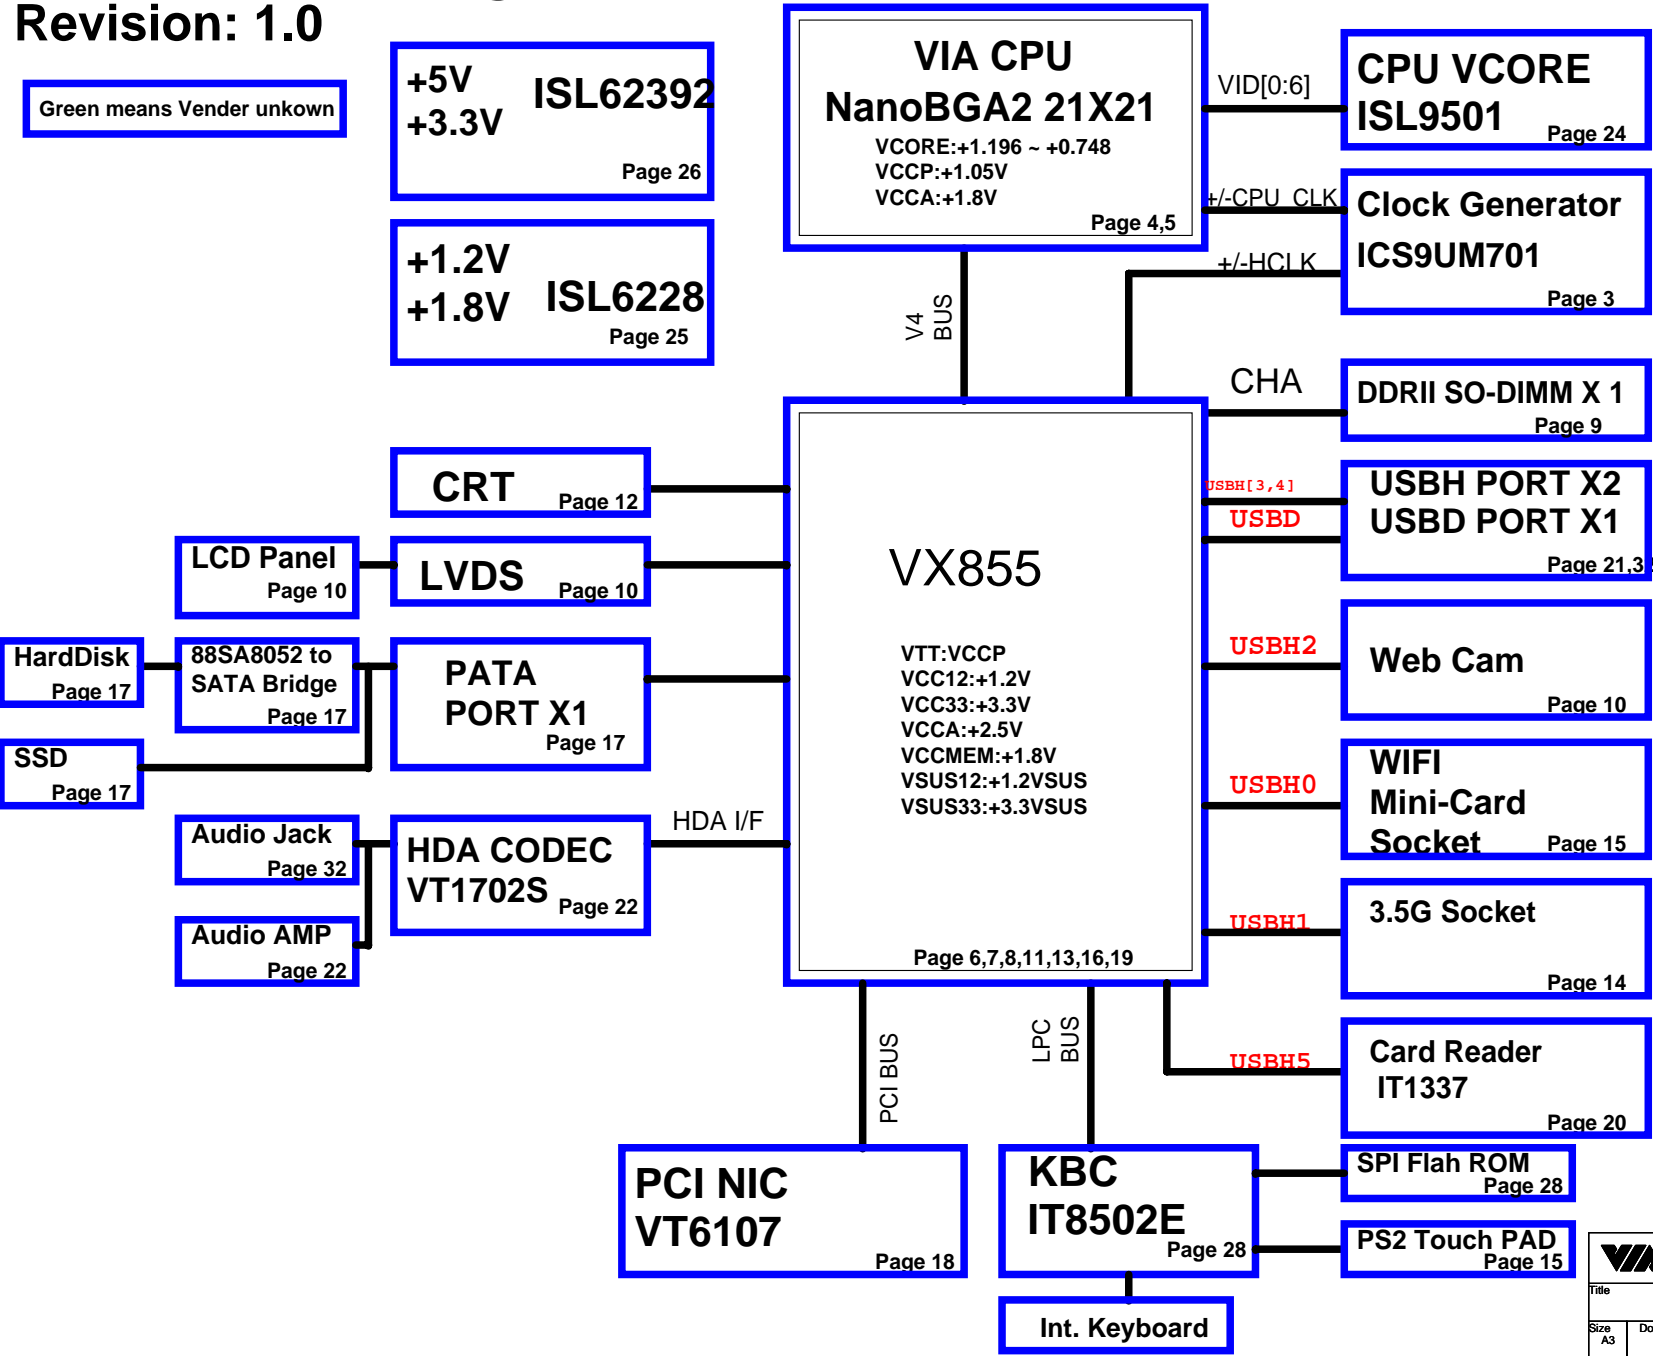 Revision: 1.0
Green means Vender unkown
+5V
+3.3V
ISL62392
Page 26
+1.2V
+1.8V
ISL6228
Page 25
VIA CPU
NanoBGA2 21X21
VCORE:+1.196 ~ +0.748
VCCP:+1.05V
VCCA:+1.8V
Page 4,5
VID[0:6]
CPU VCORE
ISL9501
Page 24
+/-CPU_CLK
+/-HCLK
Clock Generator
ICS9UM701
Page 3
V4
BUS
CHA
DDRII SO-DIMM X 1
Page 9
CRT
Page 12
LCD Panel
Page 10
LVDS
Page 10
HardDisk
Page 17
88SA8052 to
SATA Bridge
Page 17
PATA
PORT X1
Page 17
SSD
Page 17
Audio Jack
Page 32
HDA CODEC
VT1702S
Page 22
HDA I/F
Audio AMP
Page 22
VX855
VTT:VCCP
VCC12:+1.2V
VCC33:+3.3V
VCCA:+2.5V
VCCMEM:+1.8V
VSUS12:+1.2VSUS
VSUS33:+3.3VSUS
Page 6,7,8,11,13,16,19
USBH[3,4]
USBD
USBH PORT X2
USBD PORT X1
Page 21,3
USBH2
Web Cam
Page 10
USBH0
WIFI
Mini-Card
Socket
Page 15
USBH1
3.5G Socket
Page 14
USBH5
Card Reader
IT1337
Page 20
PCI BUS
LPC
BUS
PCI NIC
VT6107
Page 18
KBC
IT8502E
Page 28
SPI Flah ROM
Page 28
PS2 Touch PAD
Page 15
Int. Keyboard
Title
Size
A3